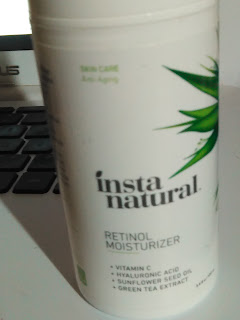 SKIN CARE
Anti-Aging
insta
natural
RETINOL
MOISTURIZER
• VITAMIN C
• HYALURONIC ACID
• SUNFLOWER SEED OIL
• GREEN TEA EXTRACT